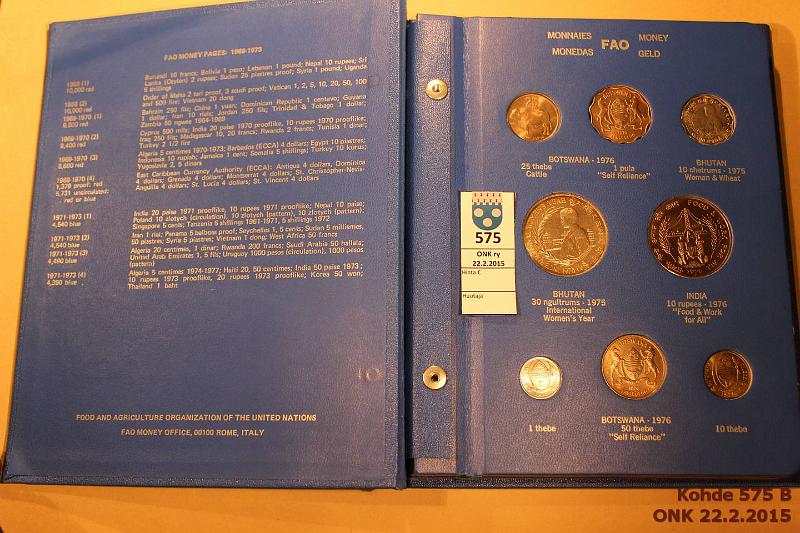 FAO MONEY PAGES: 1968-1973
1968 (1)
10,000 red
Burundi 10 francs; Bolivia 1 peso; Lebanon 1 pound; Nepal 10 rupees; Sri
Lanka (Ceylon) 2 rupees; Sudan 25 piastres proof; Syria 1 pound; Uganda
5 shillings
1968 (2)
10,000 red
Order of Malta 2 tari proof, 3 scudi proof; Vatican 1, 2, 5, 10, 20, 50, 100
and 500 lire; Vietnam 20 dong
1969-1970 (1)
Bahrain 250 fils; China 1 yuan; Dominican Republic 1 centavo; Guyana
1 dollar; Iran 10 rials; Jordan 250 fils; Trinidad & Tobago 1 dollar;
Zambia 50 ngwee 1964-1969
1969-1970 (2)
9,400 red
Cyprus 500 mils; India 20 paise 1970 prooflike, 10 rupees 1970 prooflike;
Iraq 250 fils; Madagascar 10, 20 francs; Rwanda 2 francs; Tunisia 1 dinar;
Turkey 2 1/2 lire
1969-1970 (3)
8,600 red
Algeria 5 centimes 1970-1973; Barbados (ECCA) 4 dollars; Egypt 10 piastres;
Indonesia 10 rupiah; Jamaica 1 cent; Somalia 5 shillings; Turkey 10 kurus;
Yugoslavia 2, 5 dinars
1969-1970 (4)
1,379 proof: red
5,731 uncirculated:
red or blue
East Caribbean Currency Authority (ECCA): Antigua 4 dollars, Dominica
4 dollars; Grenada 4 dollars; Montserrat 4 dollars; St. Christopher-Nevis-
Anguilla 4 dollars; St. Lucia 4 dollars; St. Vincent 4 dollars
1971-1973 (1)
4,540 blue
India 20 paise 1971 prooflike, 10 rupees 1971 prooflike; Nepal 10 paise;
Poland 10 zlotych (circulation), 10 zlotych (pattern), 10 zlotych (pattern);
Singapore 5 cents; Tanzania 5 shillings 1971, 5 shillings 1972
1971-1973 (2)
4,540 blue
Iran 1 rial; Panama proof balboa; Seychelles 1, 5 cents; Sudan 5 milliemes,
50 piastres; Syria 5 piastres; Vietnam 1 dong; West Africa 50 francs
1971-1973 (3)
4,490 blue
Algeria 20 centimes, 1 dinar; Rwanda 200 francs; Saudi Arabia 50 hallala;
United Arab Emirates 1, 5 fils; Uruguay 1000 pesos (circulation), 1000 pesos
(pattern)
1971-1973 (4)
4,390 blue
Algeria 5 centimes 1974-1977; Haiti 20, 50 centimes; India 50 paise 1973;
10 rupees 1973 prooflike, 20 rupees 1973 prooflike; Korea 50 won;
Thailand 1 baht
FOOD AND AGRICULTURE ORGANIZATION OF THE UNITED NATIONS
FAO MONEY OFFICE, 00100 ROME, ITALY
MONNAIES FAO MONEY
MONEDAS GELD
25 thebe
Cattle
BOTSWANA - 1976
1 pula
"Self Reliance"
BHUTAN
10 chetrums - 1975
Woman & Wheat
575
ONK ry
22.2.2015
Hinta €
Huutaja
BHUTAN
30 ngultrums - 1975
International
Women's Year
INDIA
10 rupees - 1976
"Food & Work
for All"
1 thebe
BOTSWANA - 1976
50 thebe
"Self Reliance"
10 thebe
Kohde 575 B
ONK 22.2.2015